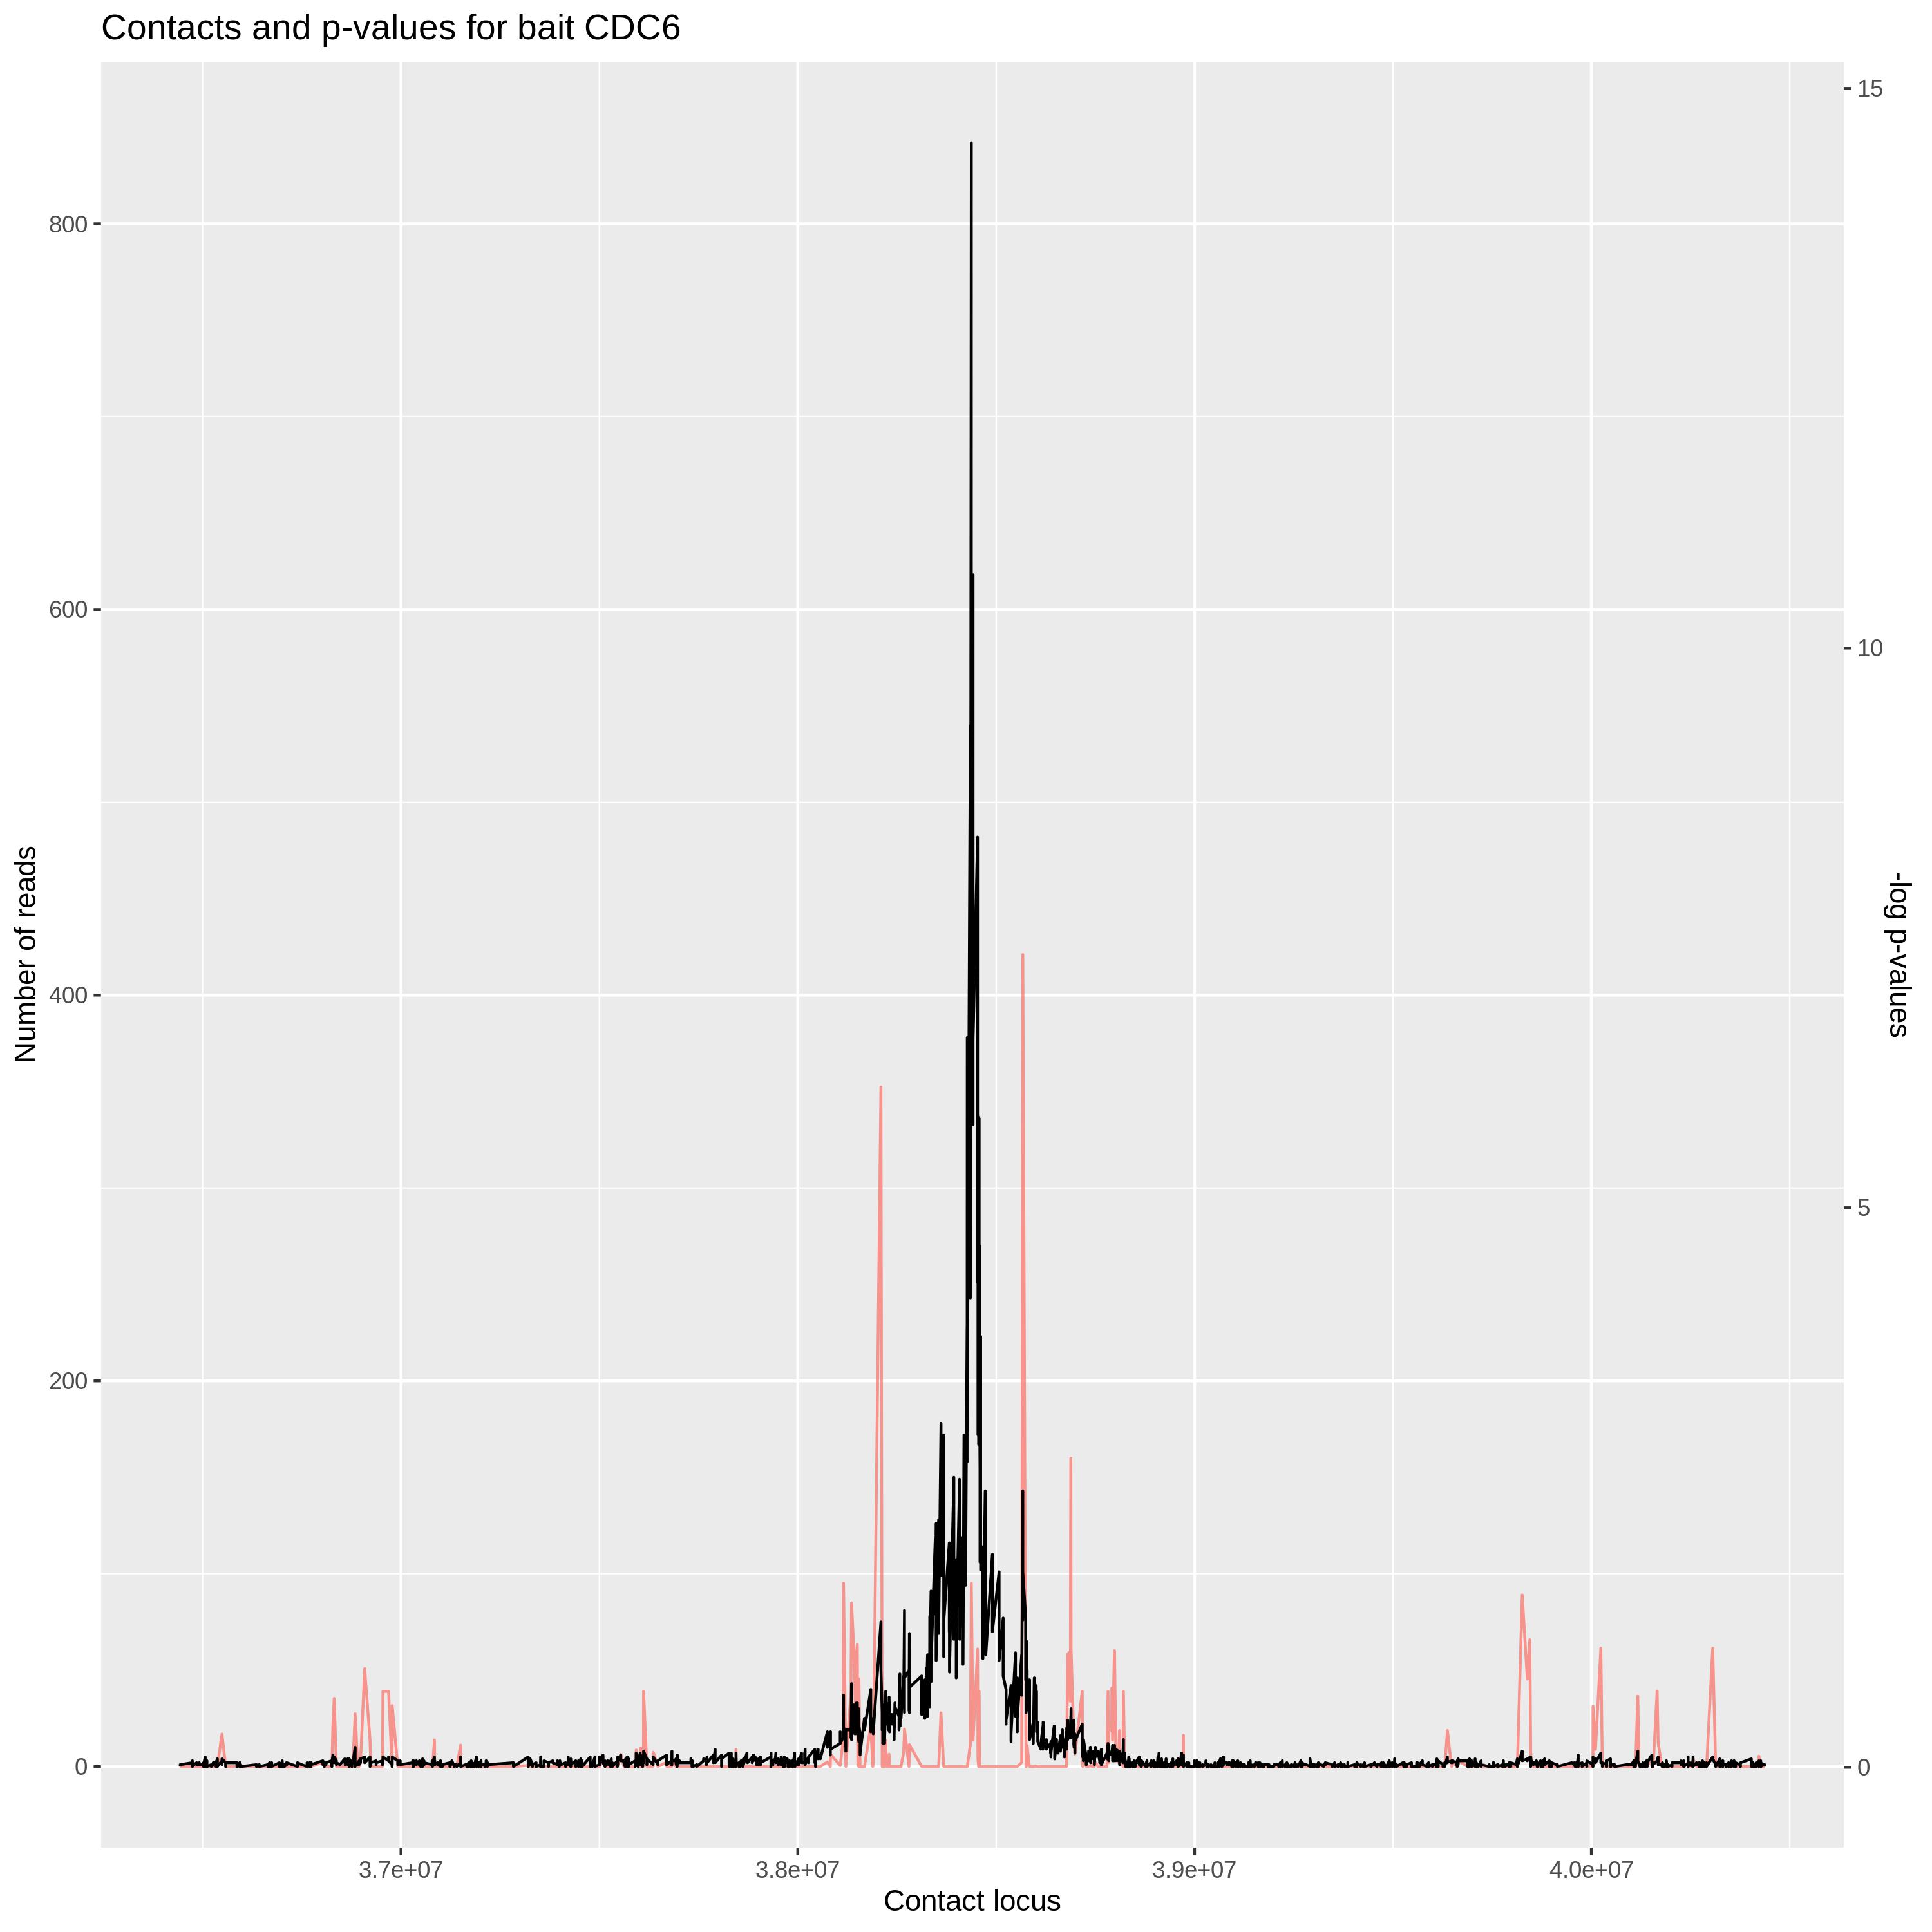 Contacts and p-values for bait CDC6
15
800
10
600
Number of reads
-log p-values
400
5
200
0
0
3.7e+07
3.8e+07
3.9e+07
4.0e+07
Contact locus